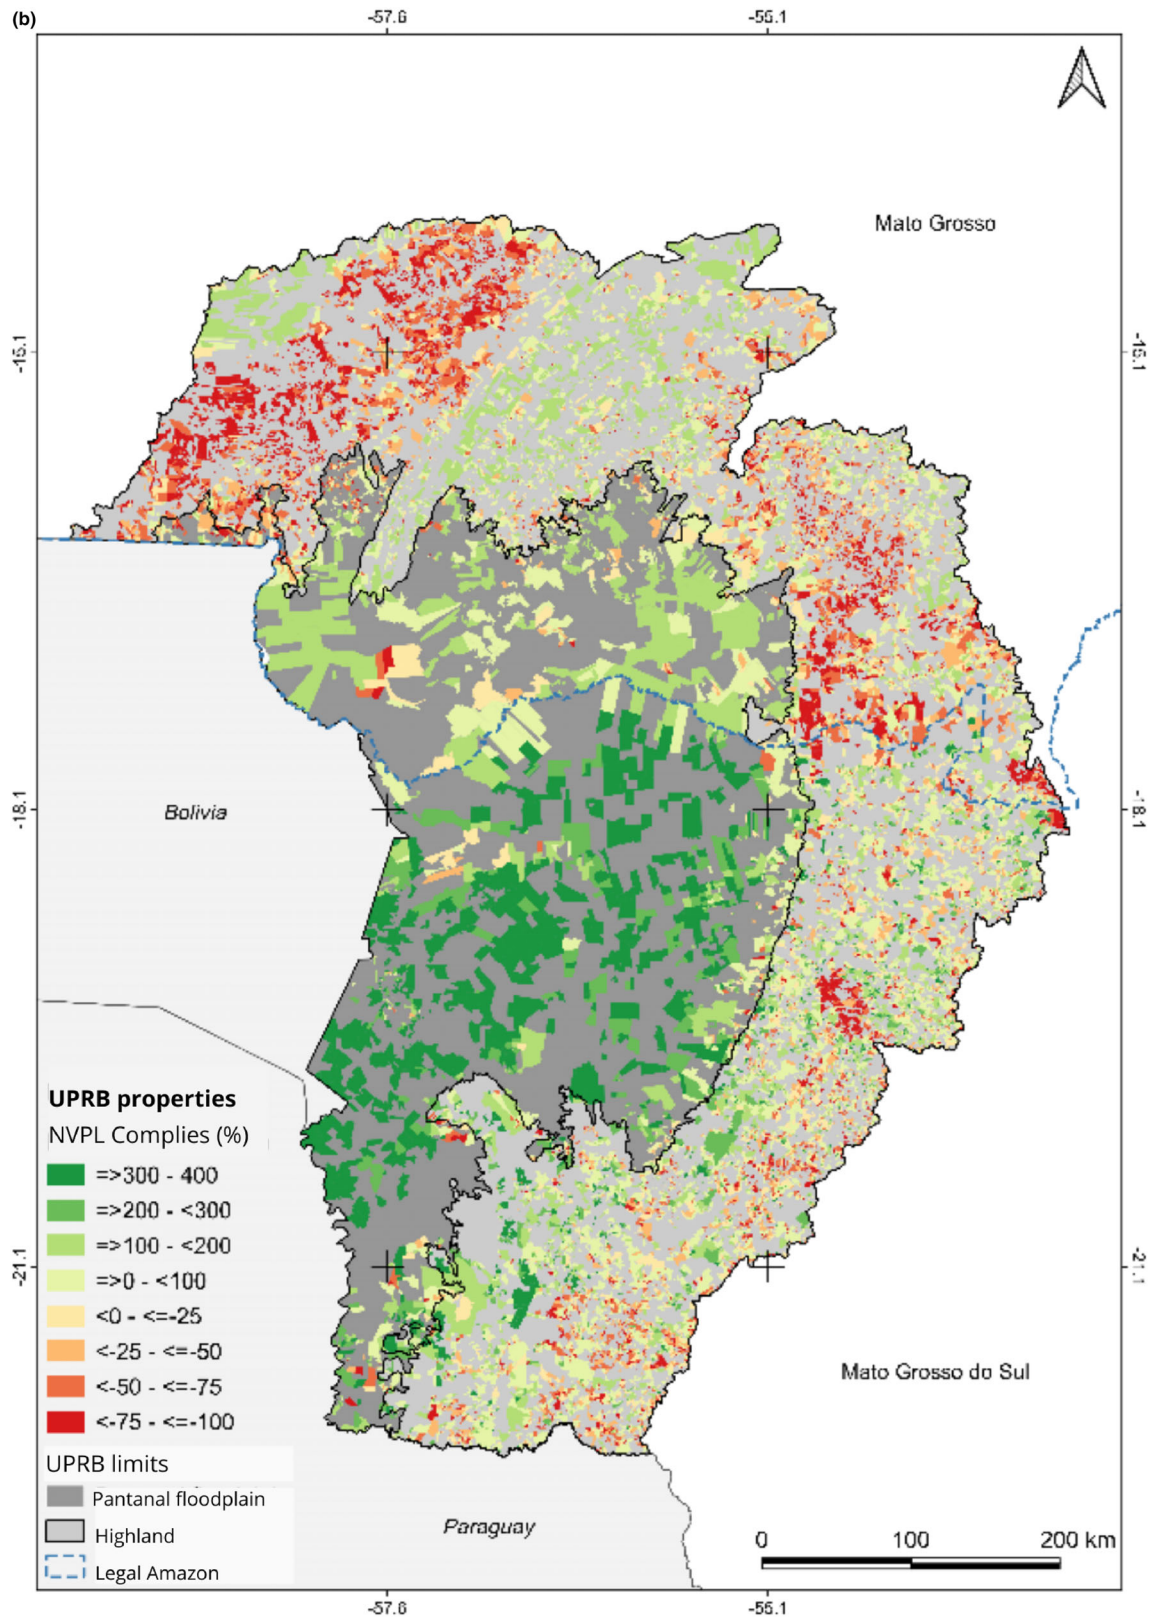 (b)
-57.6
-55.1
Mato Grosso
-15.1
-15.1
Bolivia
-18.1
-18.1
UPRB properties
NVPL Complies (%)
=>300 - 400
=>200 - <300
=>100 - <200
=>0 - <100
<0 - <=-25
<-25 - <=-50
<-50 - <=-75
<-75 - <=-100
-21.1
-21.1
Mato Grosso do Sul
UPRB limits
Pantanal floodplain
Highland
Legal Amazon
Paraguay
0 100 200 km
-57.6
-55.1